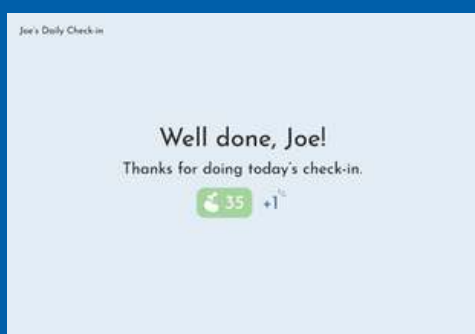 Joe's Daily Check-in
Well done, Joe!
Thanks for doing today's check-in.
35 +1